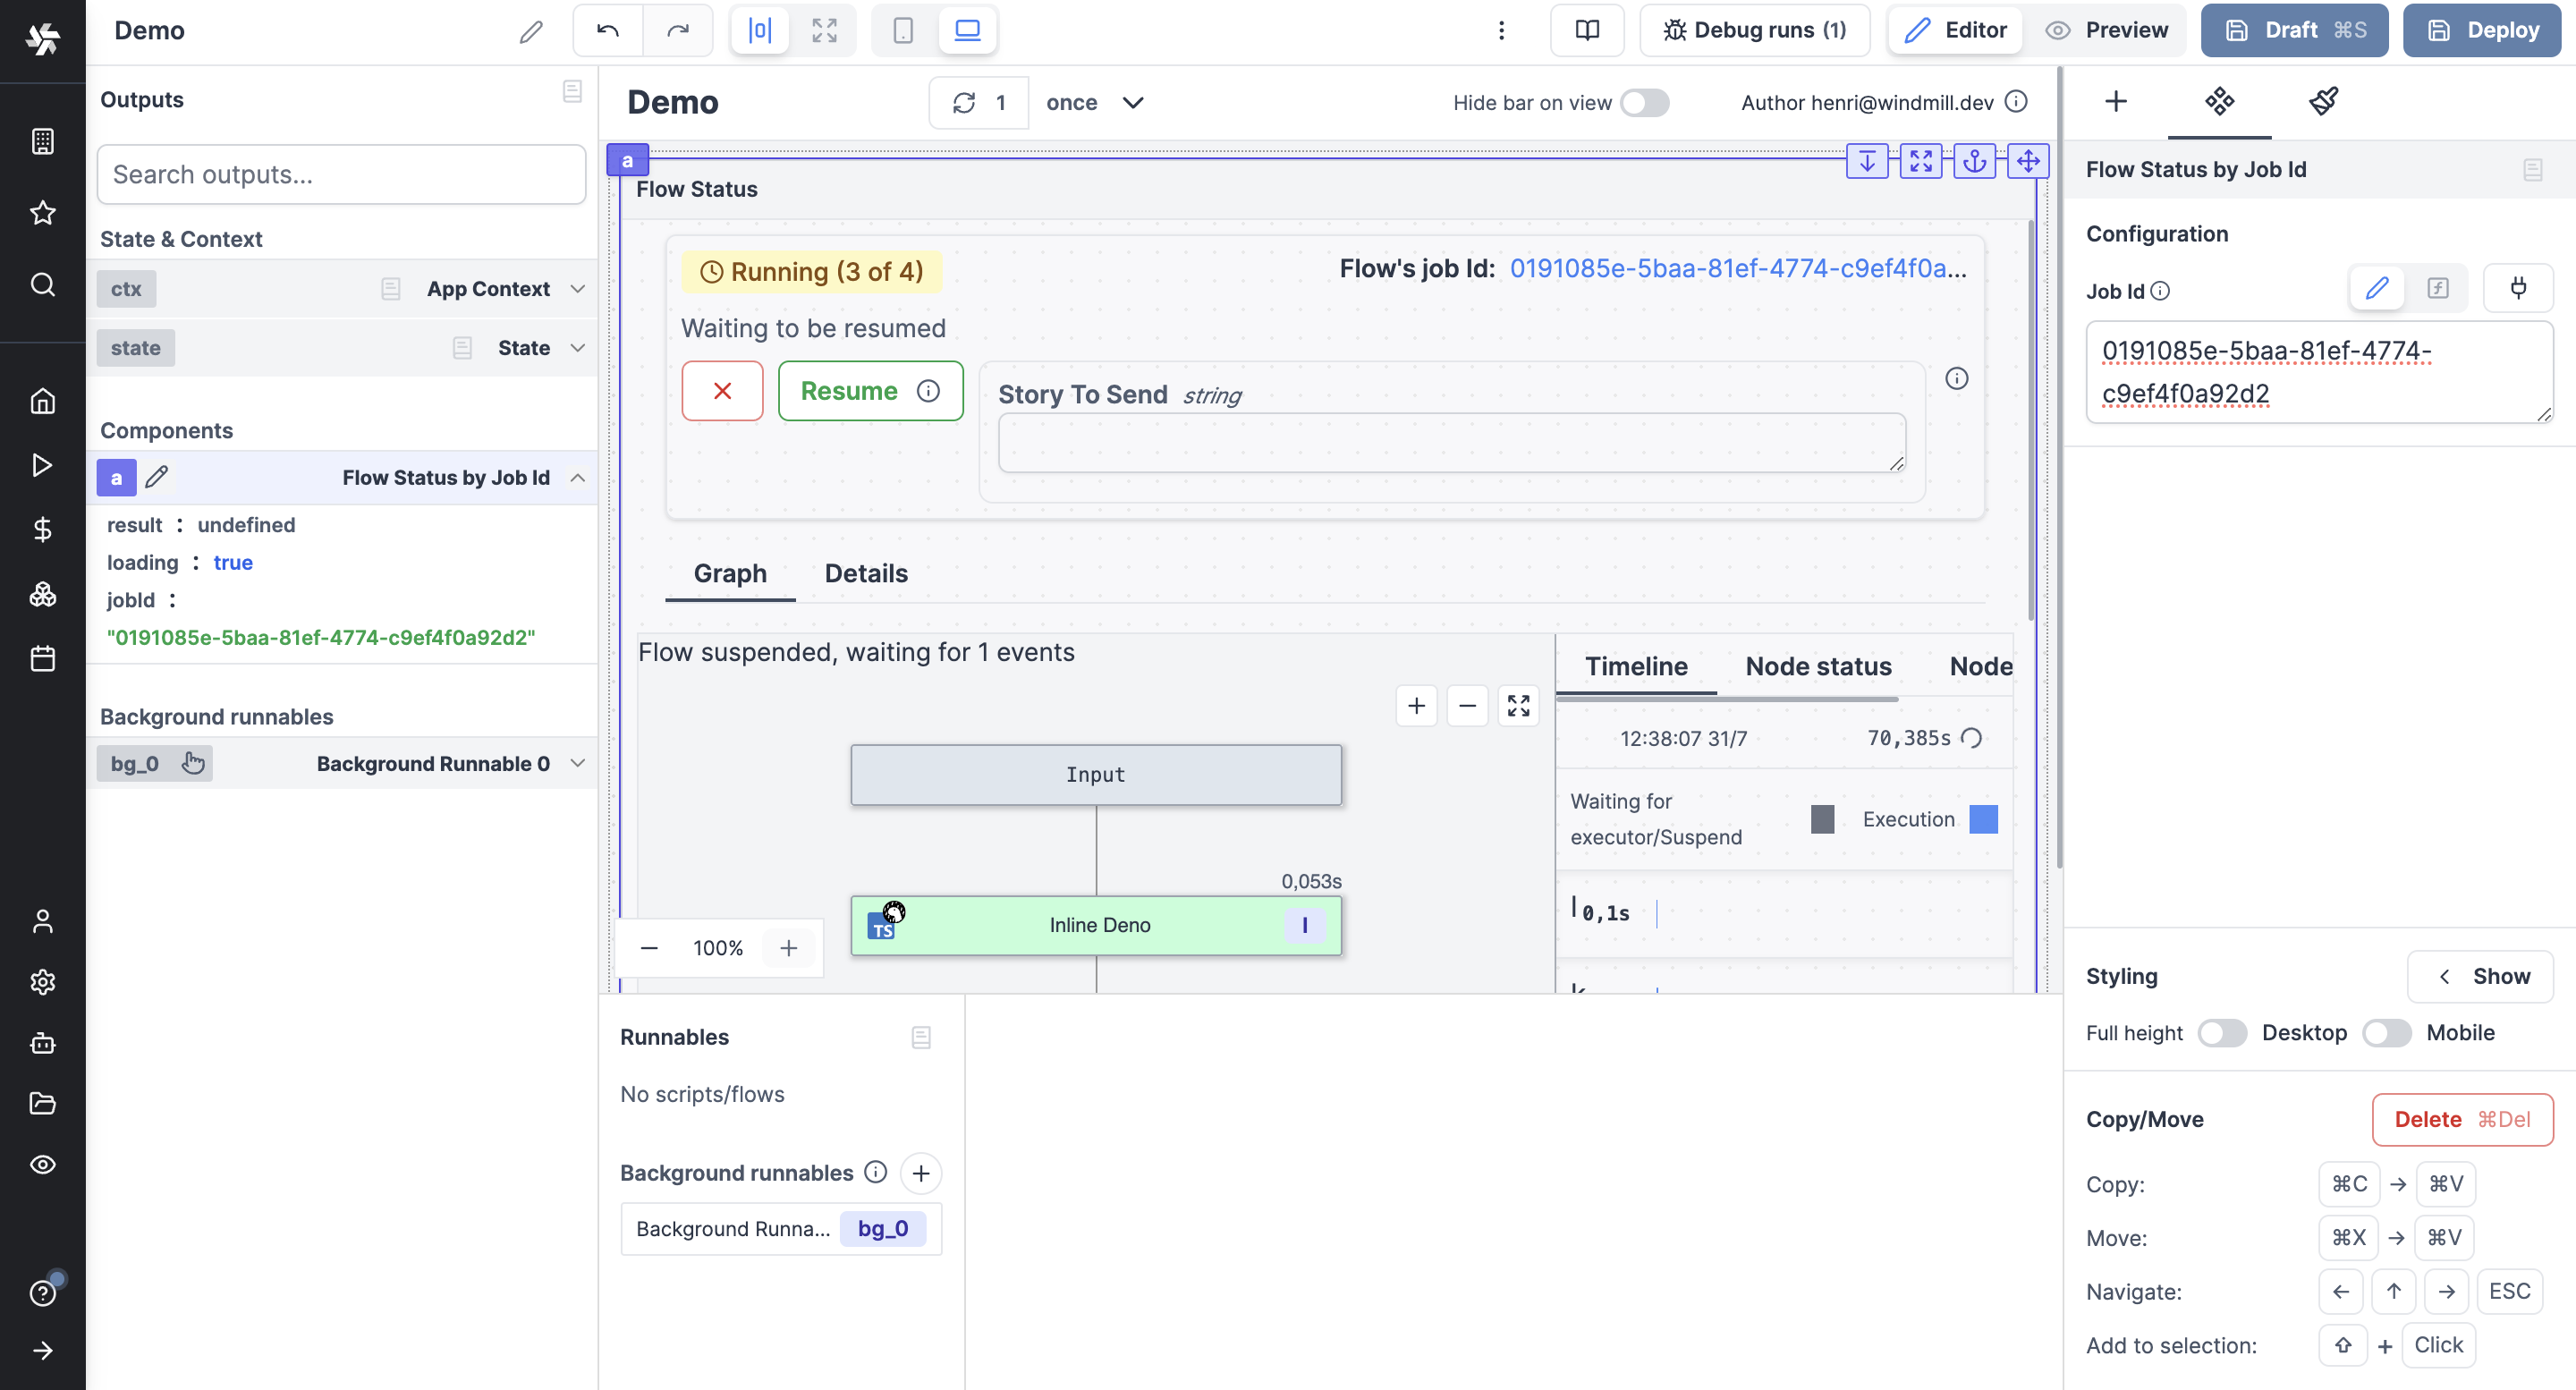 Demo
Debug runs (1)
Editor
Preview
Draft ⌘S
Deploy
Outputs
Search outputs...
State & Context
ctx
App Context
state
State
Components
a
Flow Status by Job Id
result : undefined
loading : true
jobId :
"0191085e-5baa-81ef-4774-c9ef4f0a92d2"
Background runnables
bg_0
Background Runnable 0
Demo
1
once
Hide bar on view
Author henri@windmill.dev
a
Flow Status
Running (3 of 4)
Flow's job Id: 0191085e-5baa-81ef-4774-c9ef4f0a...
Waiting to be resumed
Resume
Story To Send string
Graph
Details
Flow suspended, waiting for 1 events
Input
0,053s
TS
Inline Deno
l
100%
Timeline
Node status
Node
12:38:07 31/7
70,385s
Waiting for
executor/Suspend
Execution
l 0,1s
k
Runnables
No scripts/flows
Background runnables
Background Runna...
bg_0
Flow Status by Job Id
Configuration
Job Id
0191085e-5baa-81ef-4774-
c9ef4f0a92d2
Styling
Show
Full height
Desktop
Mobile
Copy/Move
Delete ⌘Del
Copy: ⌘C → ⌘V
Move: ⌘X → ⌘V
Navigate: ← ↑ → ESC
Add to selection: ⇧ + Click